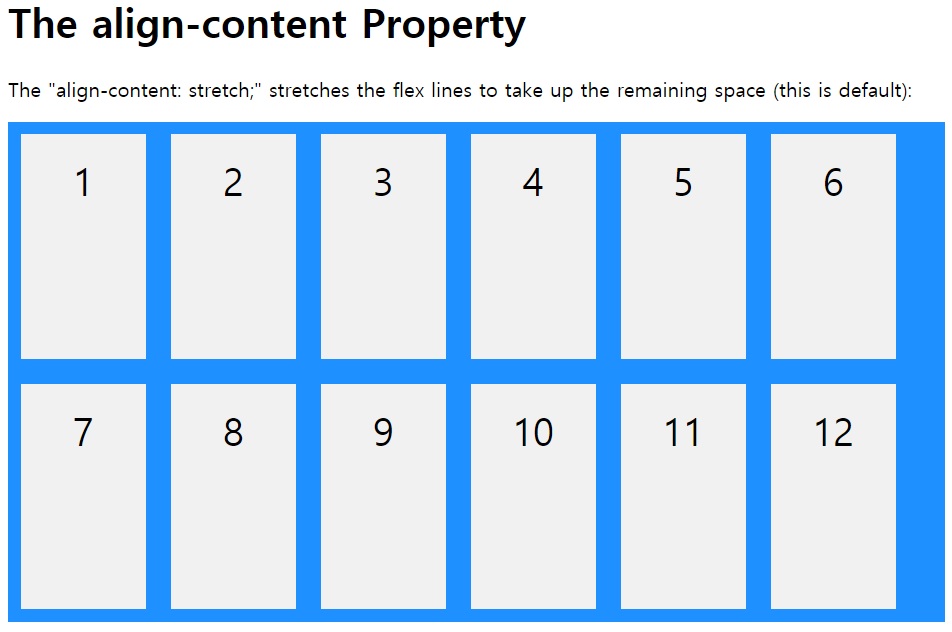 The align-content Property
The "align-content: stretch;" stretches the flex lines to take up the remaining space (this is default):
1 2 3 4 5 6
7 8 9 10 11 12